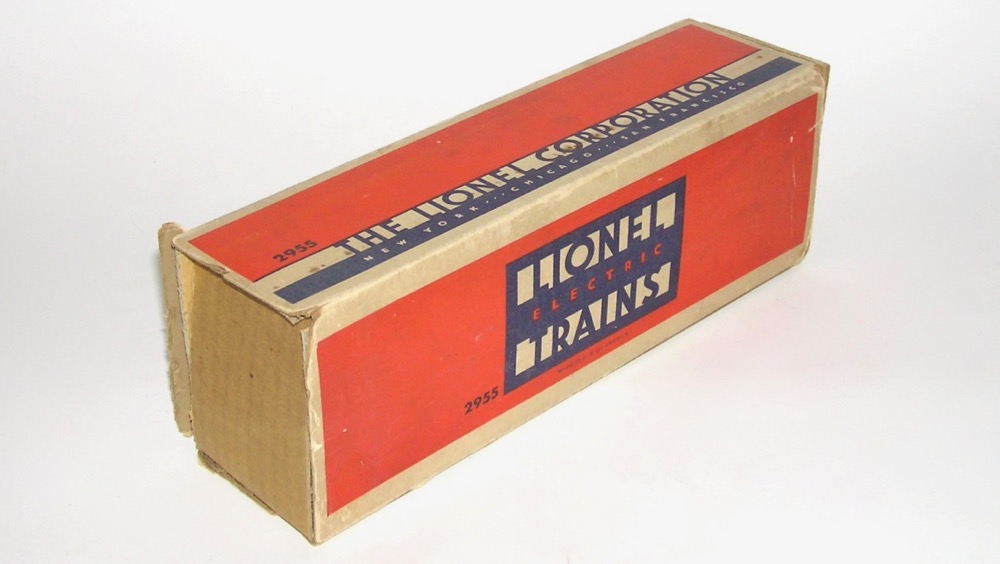 2955
THE LIONEL CORPORATION
NEW YORK...CHICAGO...SAN FRANCISCO
LIONEL
ELECTRIC
TRAINS
2955